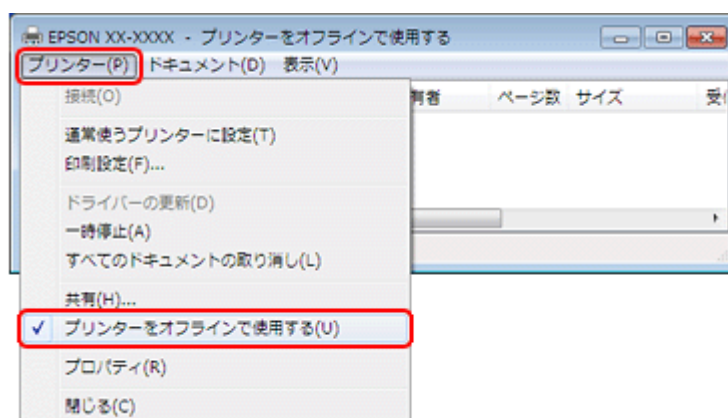 EPSON XX-XXXX - プリンターをオフラインで使用する
プリンター(P) ドキュメント(D) 表示(V)
接続(O)
有者 ページ数 サイズ 受
通常使うプリンターに設定(T)
印刷設定(F)...
ドライバーの更新(D)
一時停止(A)
すべてのドキュメントの取り消し(L)
共有(H)...
プリンターをオフラインで使用する(U)
プロパティ(R)
閉じる(C)